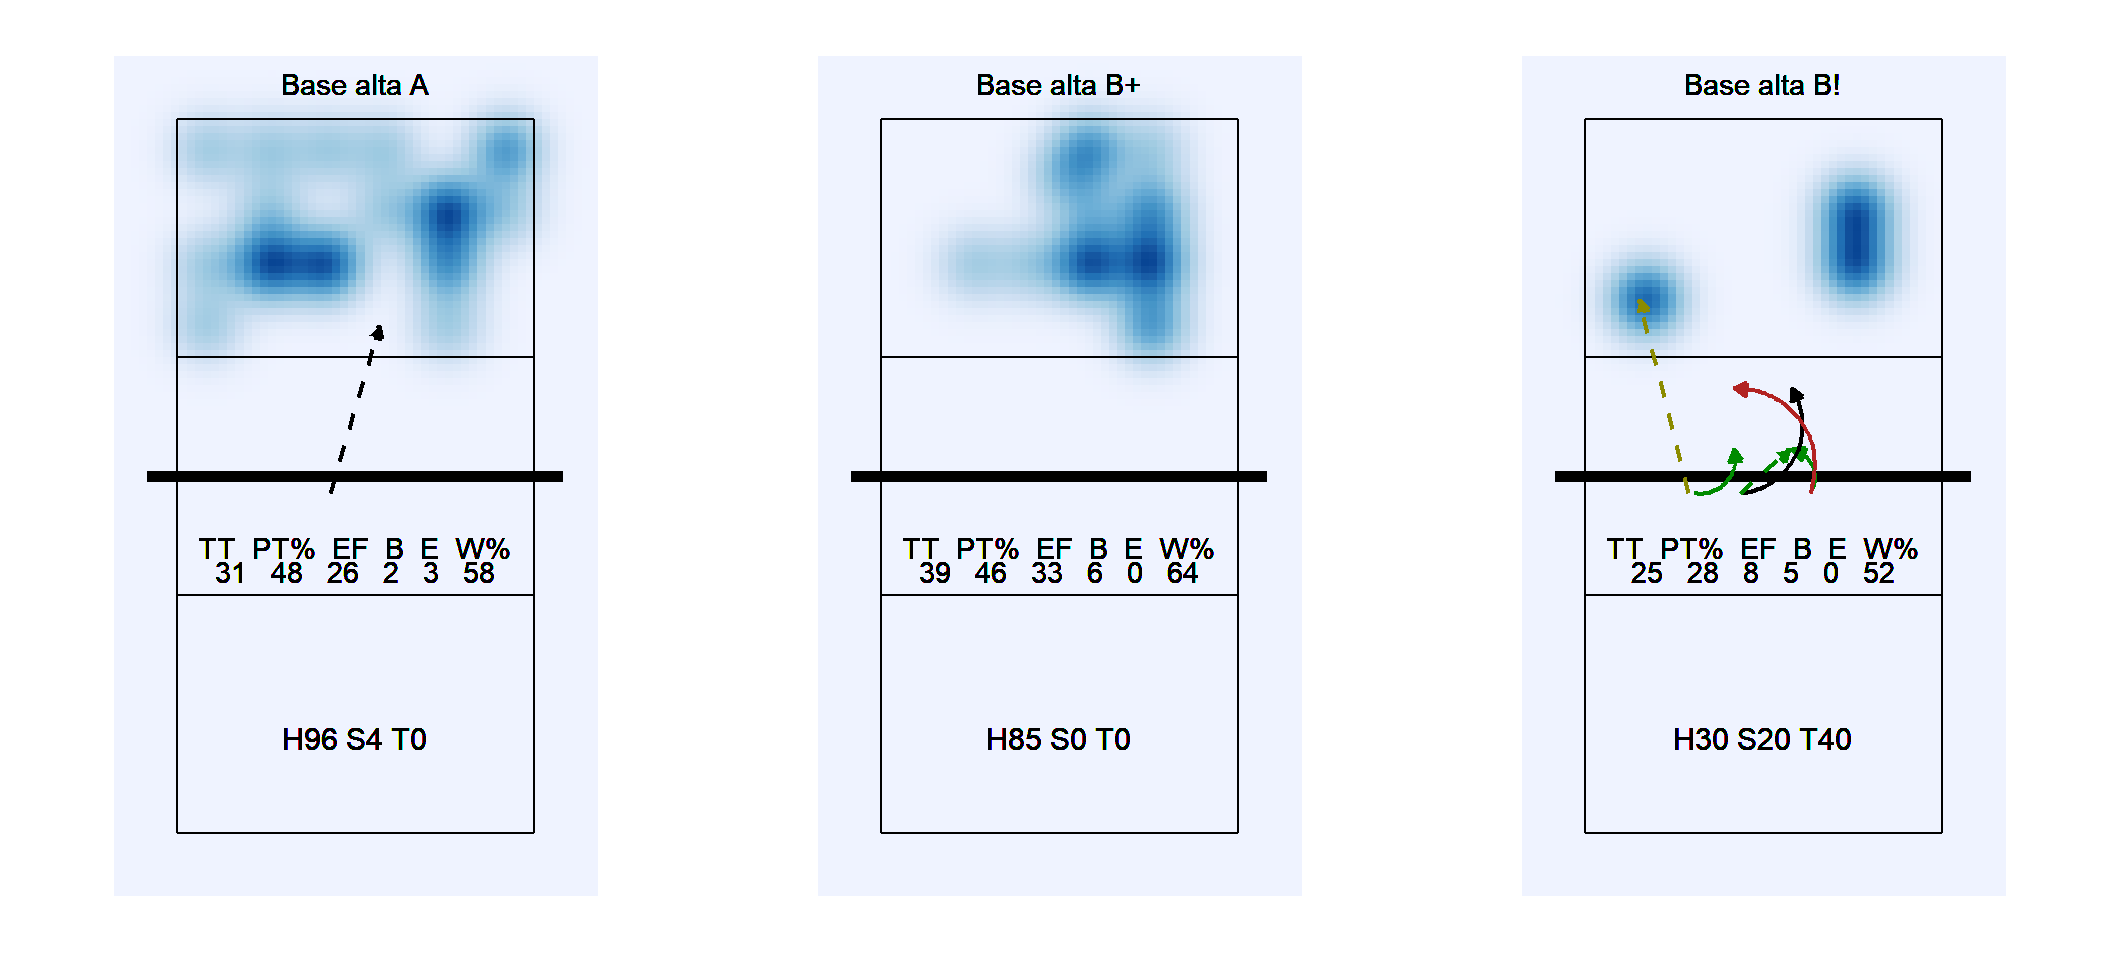 Base alta A
TT PT% EF B E W%
31 48 26 2 3 58
H96 S4 T0
Base alta B+
TT PT% EF B E W%
39 46 33 6 0 64
H85 S0 T0
Base alta B!
TT PT% EF B E W%
25 28 8 5 0 52
H30 S20 T40